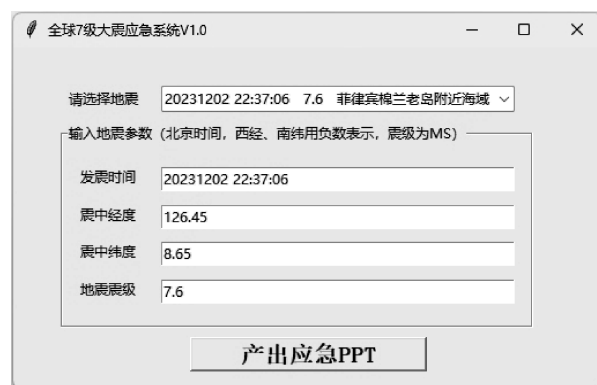 全球7级大震应急系统V1.0
请选择地震 20231202 22:37:06 7.6 菲律宾棉兰老岛附近海域
输入地震参数（北京时间，西经、南纬用负数表示，震级为MS）
发震时间 20231202 22:37:06
震中经度 126.45
震中纬度 8.65
地震震级 7.6
产出应急PPT